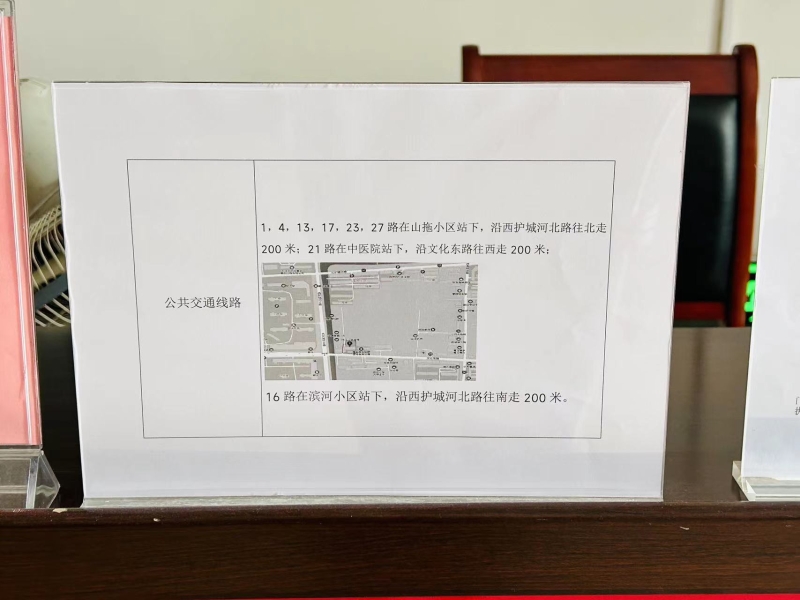 公共交通线路
1，4，13，17，23，27 路在山拖小区站下，沿西护城河北路往北走
200 米；21 路在中医院站下，沿文化东路往西走 200 米；
16 路在滨河小区站下，沿西护城河北路往南走 200 米。